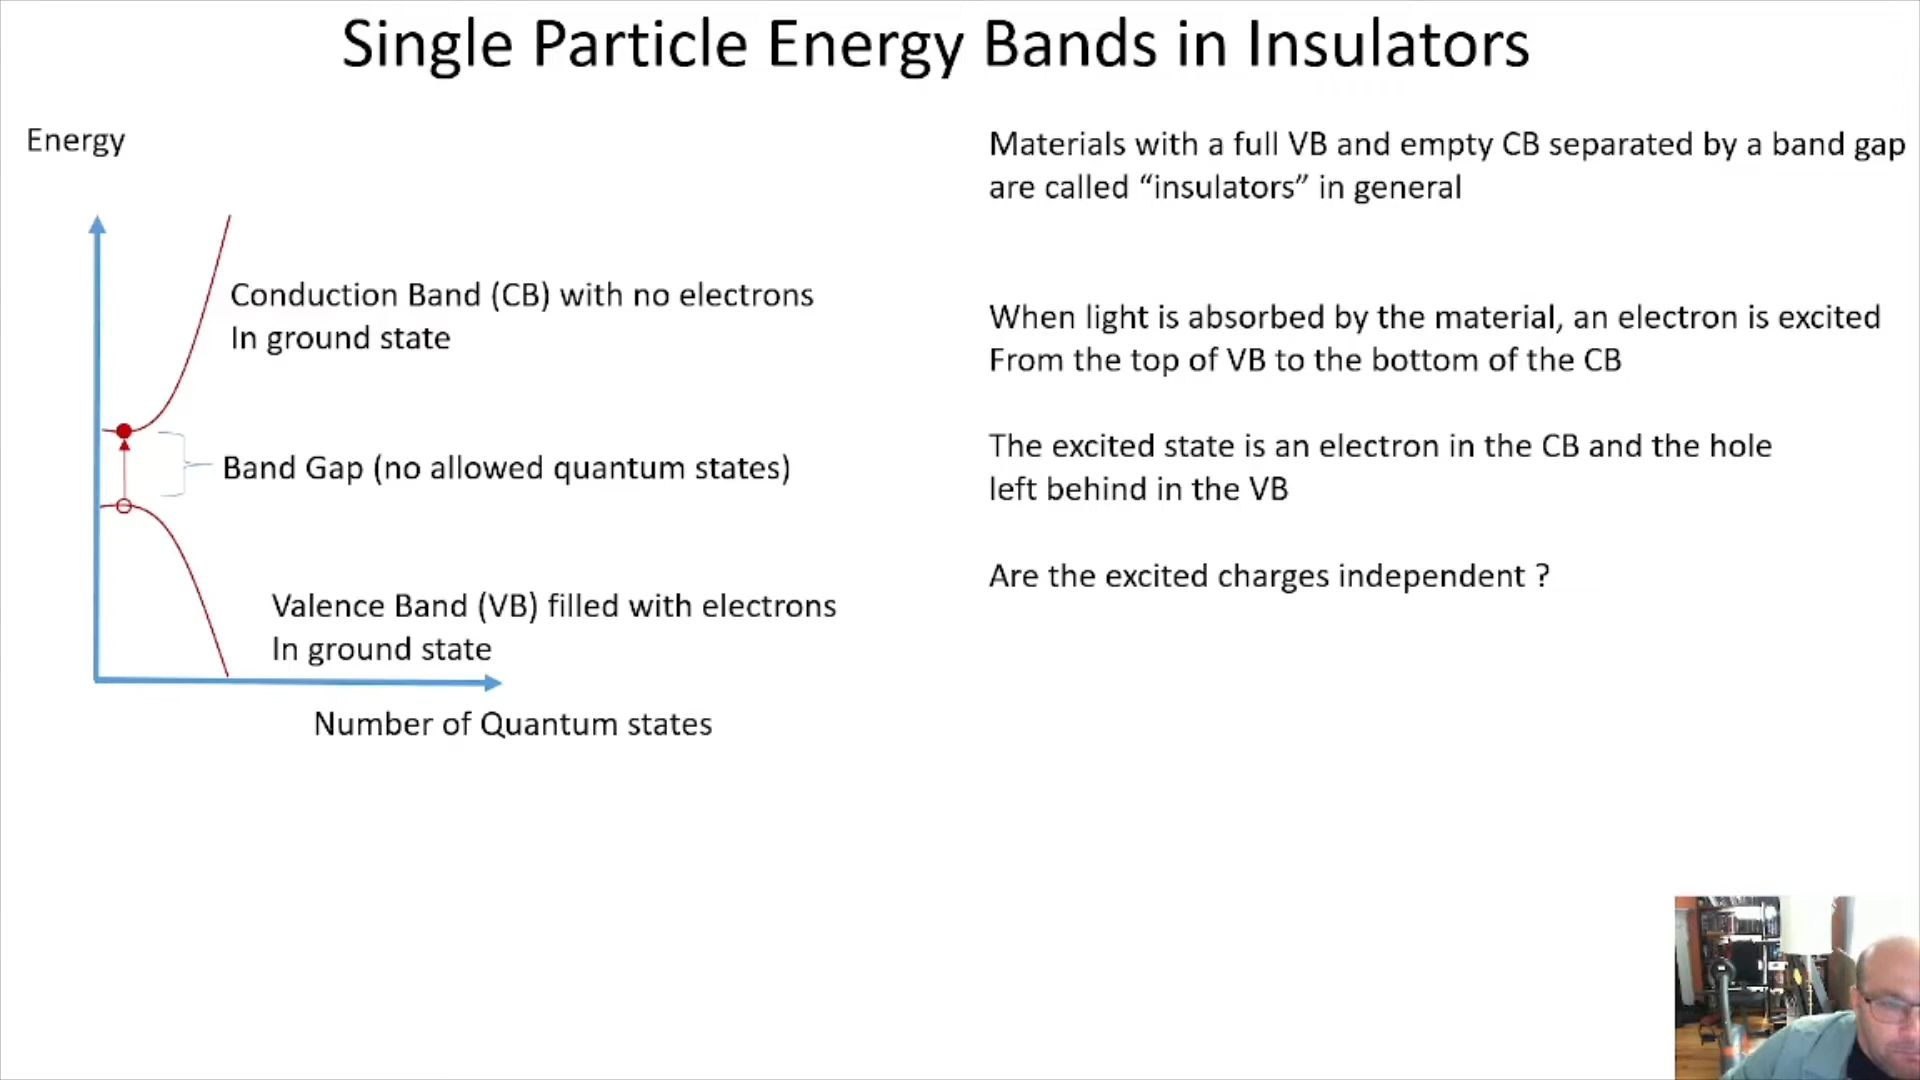 Single Particle Energy Bands in Insulators
Energy
Conduction Band (CB) with no electrons
In ground state
Band Gap (no allowed quantum states)
Valence Band (VB) filled with electrons
In ground state
Number of Quantum states
Materials with a full VB and empty CB separated by a band gap
are called “insulators” in general
When light is absorbed by the material, an electron is excited
From the top of VB to the bottom of the CB
The excited state is an electron in the CB and the hole
left behind in the VB
Are the excited charges independent ?